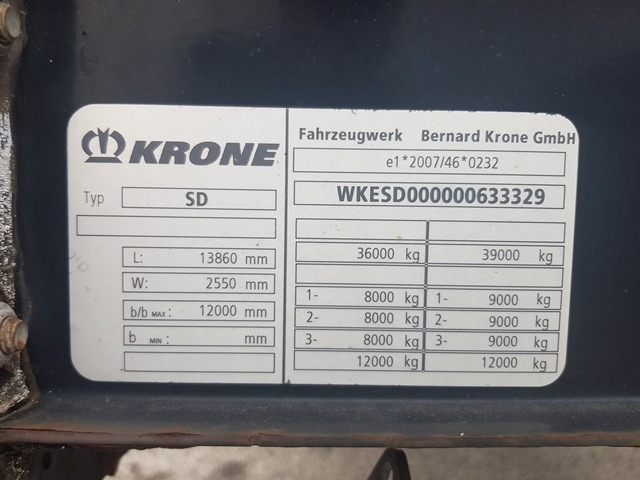 KRONE
Typ SD
L: 13860 mm
W: 2550 mm
b/b MAX: 12000 mm
b MIN: mm
Fahrzeugwerk Bernard Krone GmbH
e1*2007/46*0232
WKESD000000633329
36000 kg 39000 kg
1- 8000 kg 1- 9000 kg
2- 8000 kg 2- 9000 kg
3- 8000 kg 3- 9000 kg
12000 kg 12000 kg